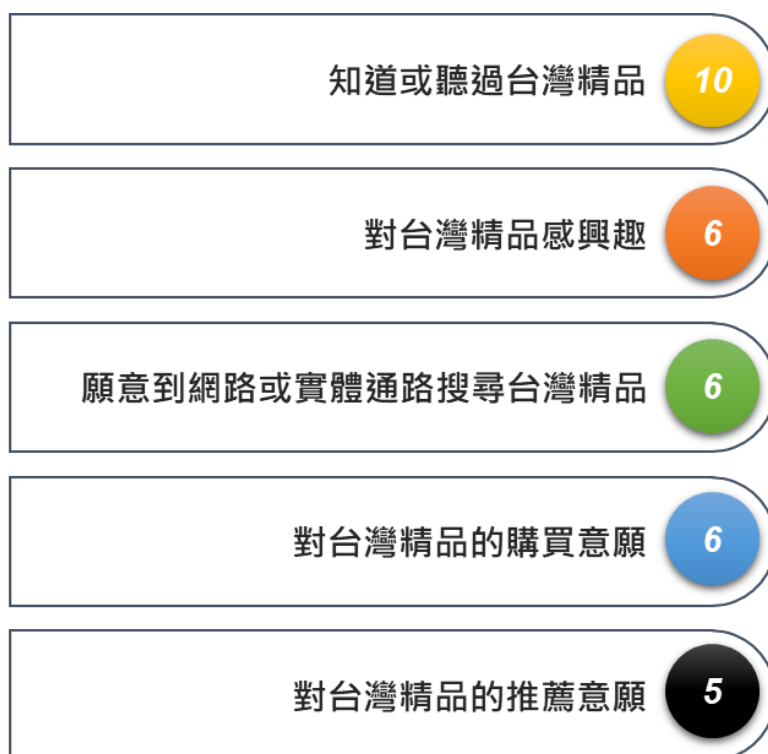 知道或聽過台灣精品 10
對台灣精品感興趣 6
願意到網路或實體通路搜尋台灣精品 6
對台灣精品的購買意願 6
對台灣精品的推薦意願 5